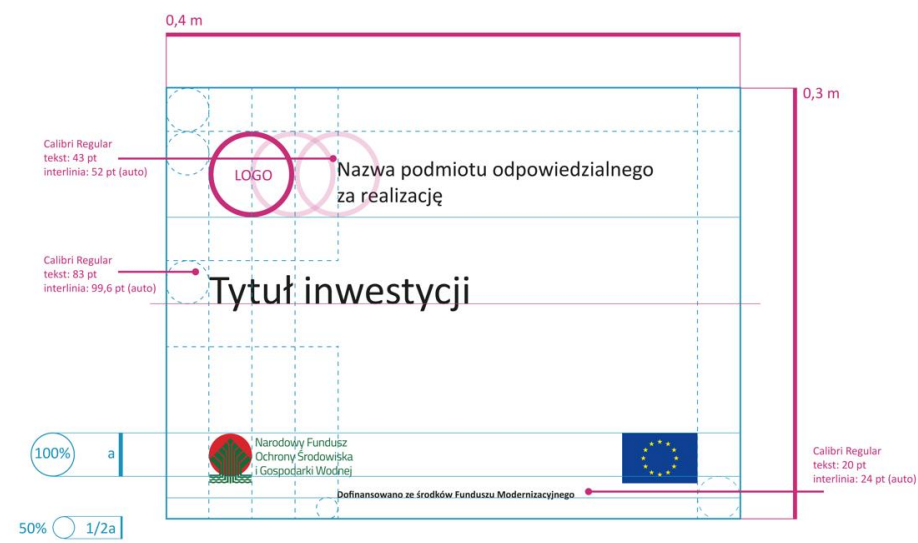 0,4 m
0,3 m
Calibri Regular
tekst: 43 pt
interlinia: 52 pt (auto)
LOGO
Nazwa podmiotu odpowiedzialnego
za realizację
Calibri Regular
tekst: 83 pt
interlinia: 99,6 pt (auto)
Tytuł inwestycji
100%
a
Narodowy Fundusz
Ochrony Środowiska
i Gospodarki Wodnej
Calibri Regular
tekst: 20 pt
interlinia: 24 pt (auto)
Dofinansowano ze środków Funduszu Modernizacyjnego
50%
1/2a